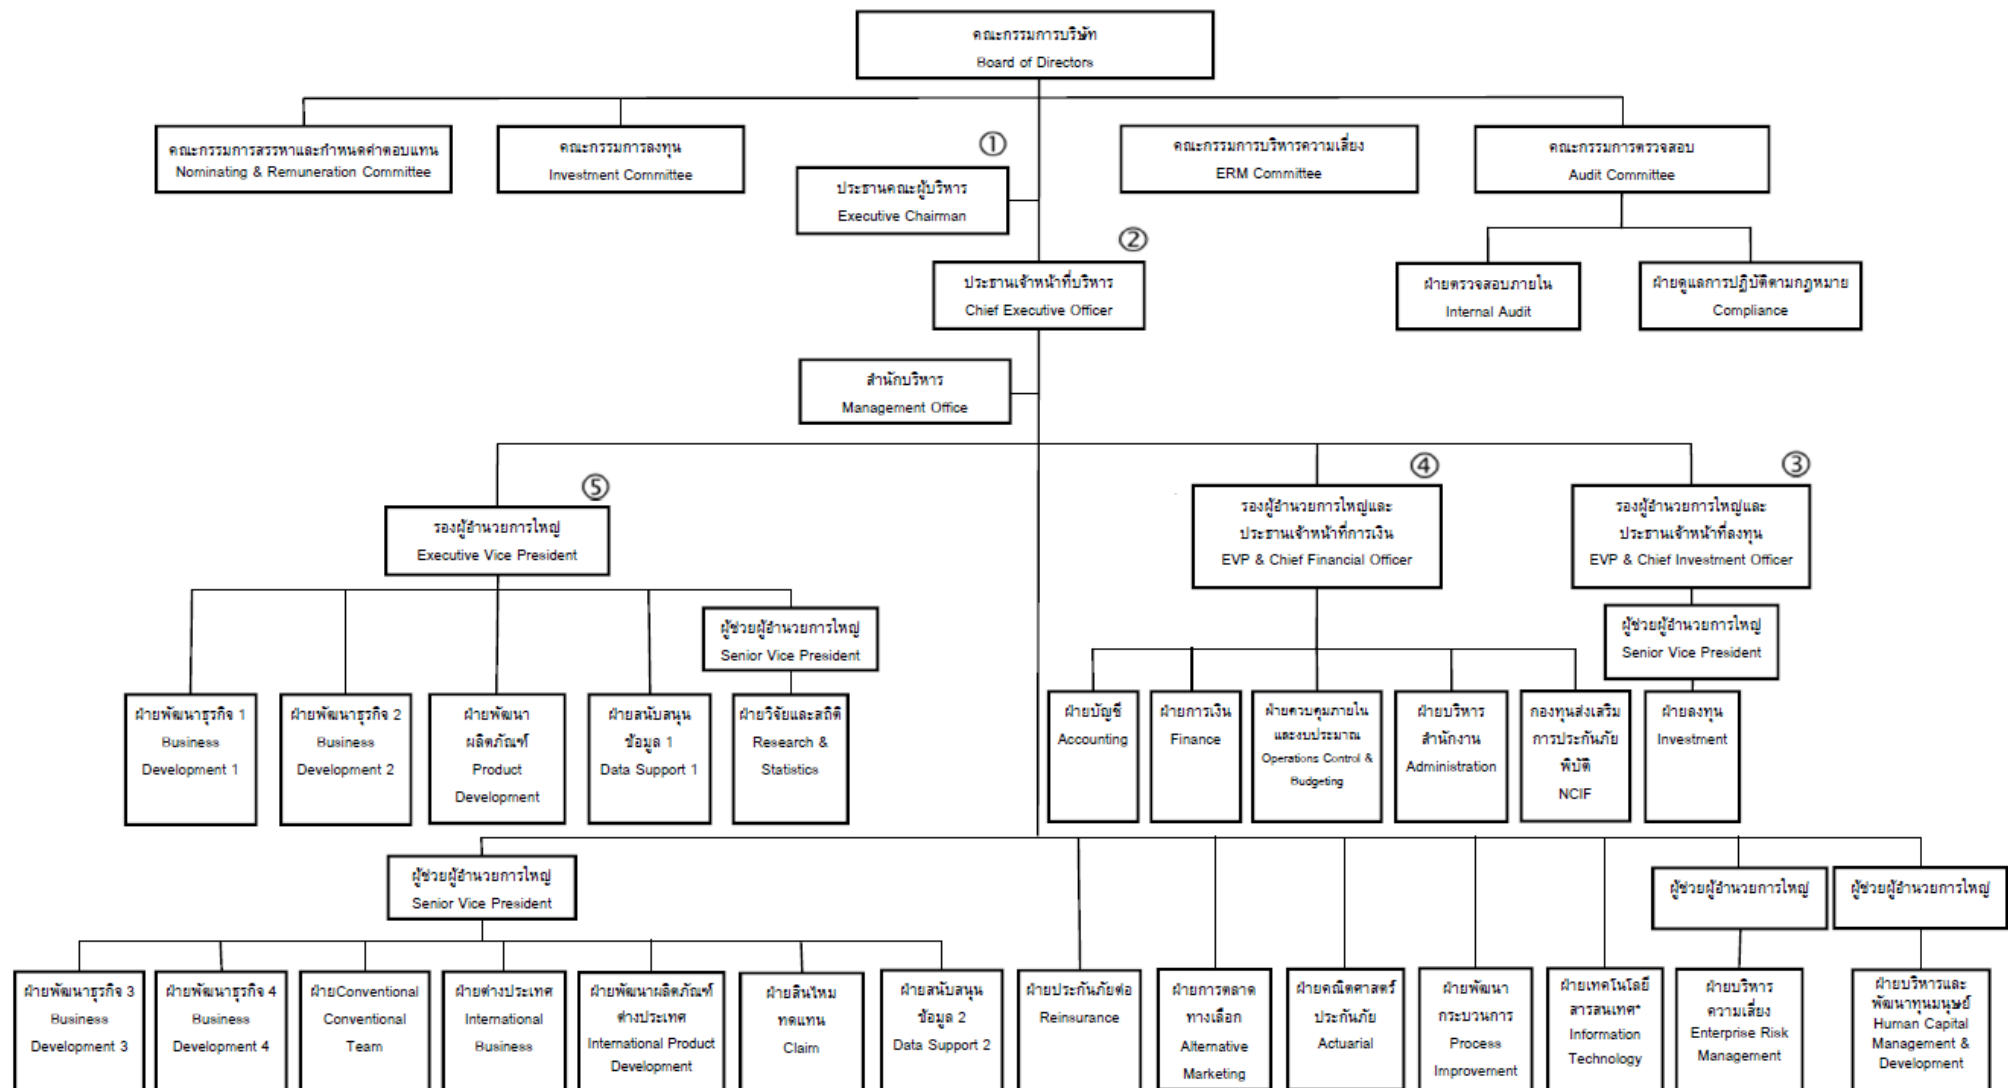 คณะกรรมการบริษัท
Board of Directors
คณะกรรมการสรรหาและกำหนดค่าตอบแทน
Nominating & Remuneration Committee
คณะกรรมการลงทุน
Investment Committee
①
ประธานคณะผู้บริหาร
Executive Chairman
คณะกรรมการบริหารความเสี่ยง
ERM Committee
คณะกรรมการตรวจสอบ
Audit Committee
②
ประธานเจ้าหน้าที่บริหาร
Chief Executive Officer
ฝ่ายตรวจสอบภายใน
Internal Audit
ฝ่ายดูแลการปฏิบัติตามกฎหมาย
Compliance
สำนักบริหาร
Management Office
⑤
รองผู้อำนวยการใหญ่
Executive Vice President
④
รองผู้อำนวยการใหญ่และ
ประธานเจ้าหน้าที่การเงิน
EVP & Chief Financial Officer
③
รองผู้อำนวยการใหญ่และ
ประธานเจ้าหน้าที่ลงทุน
EVP & Chief Investment Officer
ผู้ช่วยผู้อำนวยการใหญ่
Senior Vice President
ผู้ช่วยผู้อำนวยการใหญ่
Senior Vice President
ฝ่ายพัฒนาธุรกิจ 1
Business
Development 1
ฝ่ายพัฒนาธุรกิจ 2
Business
Development 2
ฝ่ายพัฒนา
ผลิตภัณฑ์
Product
Development
ฝ่ายสนับสนุน
ข้อมูล 1
Data Support 1
ฝ่ายวิจัยและสถิติ
Research &
Statistics
ฝ่ายบัญชี
Accounting
ฝ่ายการเงิน
Finance
ฝ่ายควบคุมภายใน
และงบประมาณ
Operations Control &
Budgeting
ฝ่ายบริหาร
สำนักงาน
Administration
กองทุนส่งเสริม
การประกันภัย
พิบัติ
NCIF
ฝ่ายลงทุน
Investment
ผู้ช่วยผู้อำนวยการใหญ่
Senior Vice President
ผู้ช่วยผู้อำนวยการใหญ่
ผู้ช่วยผู้อำนวยการใหญ่
ฝ่ายพัฒนาธุรกิจ 3
Business
Development 3
ฝ่ายพัฒนาธุรกิจ 4
Business
Development 4
ฝ่ายConventional
Conventional
Team
ฝ่ายต่างประเทศ
International
Business
ฝ่ายพัฒนาผลิตภัณฑ์
ต่างประเทศ
International Product
Development
ฝ่ายสินไหม
ทดแทน
Claim
ฝ่ายสนับสนุน
ข้อมูล 2
Data Support 2
ฝ่ายประกันภัยต่อ
Reinsurance
ฝ่ายการตลาด
ทางเลือก
Alternative
Marketing
ฝ่ายคณิตศาสตร์
ประกันภัย
Actuarial
ฝ่ายพัฒนา
กระบวนการ
Process
Improvement
ฝ่ายเทคโนโลยี
สารสนเทศ*
Information
Technology
ฝ่ายบริหาร
ความเสี่ยง
Enterprise Risk
Management
ฝ่ายบริหารและ
พัฒนาทุนมนุษย์
Human Capital
Management &
Development